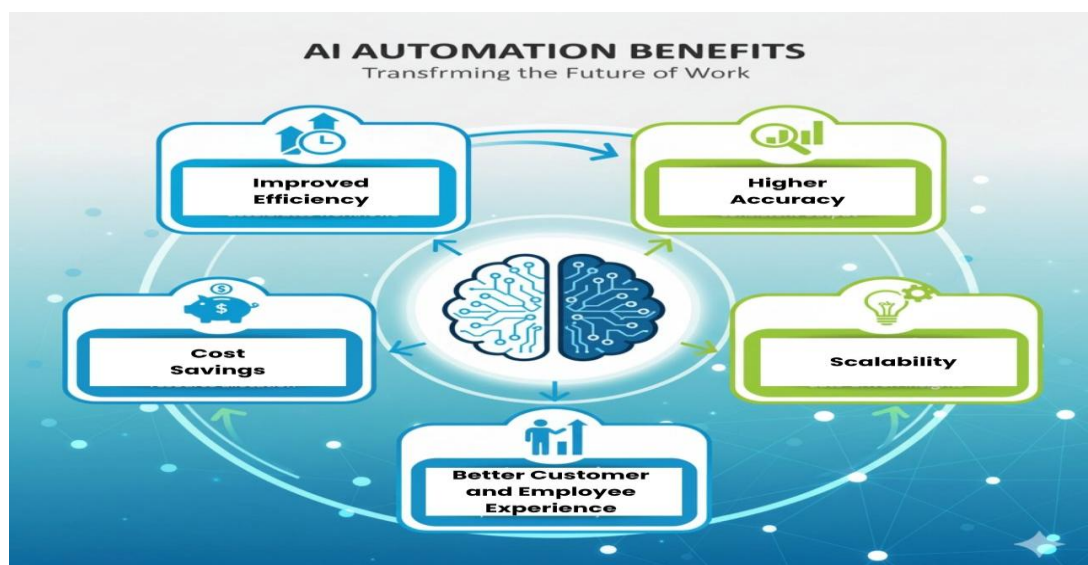 AI AUTOMATION BENEFITS
Transfrming the Future of Work
Improved
Efficiency
Higher
Accuracy
Cost
Savings
Scalability
Better Customer
and Employee
Experience